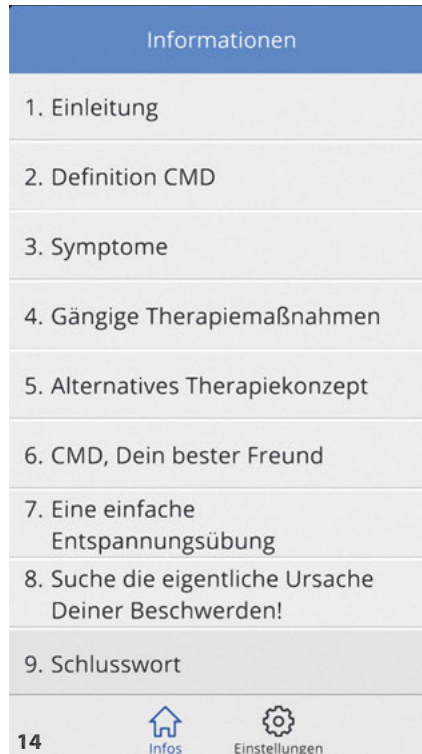 Informationen
1. Einleitung
2. Definition CMD
3. Symptome
4. Gängige Therapiemaßnahmen
5. Alternatives Therapiekonzept
6. CMD, Dein bester Freund
7. Eine einfache
Entspannungsübung
8. Suche die eigentliche Ursache
Deiner Beschwerden!
9. Schlusswort
14
Infos
Einstellungen